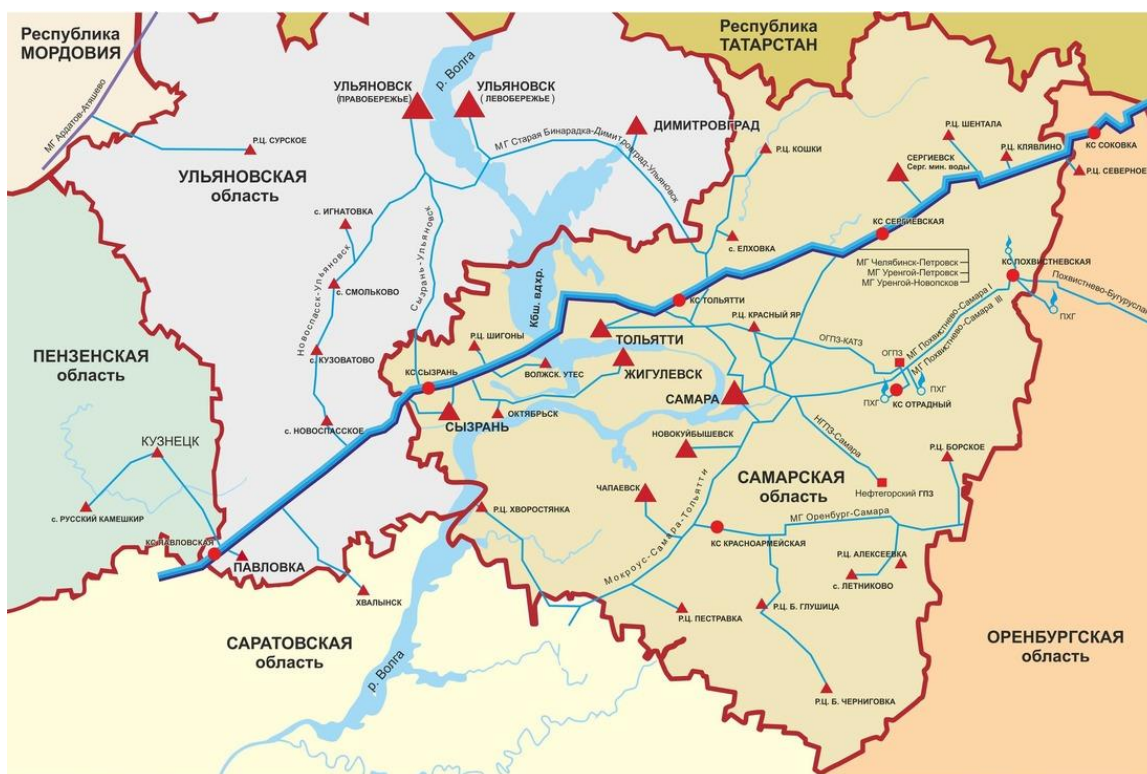 Республика
МОРДОВИЯ
Республика
ТАТАРСТАН
р. Волга
УЛЬЯНОВСК
(ПРАВОБЕРЕЖЬЕ)
УЛЬЯНОВСК
( ЛЕВОБЕРЕЖЬЕ )
МГ Ардатов-Атяшево
Р.Ц. СУРСКОЕ
МГ Старая Бинарадка-Димитровград-Ульяновск
ДИМИТРОВГРАД
Р.Ц. КОШКИ
Р.Ц. ШЕНТАЛА
КС СОКОВКА
СЕРГИЕВСК
Серг. мин. воды
Р.Ц. КЛЯВЛИНО
Р.Ц. СЕВЕРНОЕ
УЛЬЯНОВСКАЯ
область
с. ИГНАТОВКА
Сызрань-Ульяновск
Новоспасск-Ульяновск
с. СМОЛЬКОВО
с. ЕЛХОВКА
КС СЕРГИЕВСКАЯ
МГ Челябинск-Петровск
МГ Уренгой-Петровск
МГ Уренгой-Новопсков
КС ПОХВИСТНЕВСКАЯ
Похвистнево-Бугуруслан
ПХГ
Кбш. вдхр.
КС ТОЛЬЯТТИ
Р.Ц. КРАСНЫЙ ЯР
МГ Похвистнево-Самара I
МГ Похвистнево-Самара III
ПЕНЗЕНСКАЯ
область
с. КУЗОВАТОВО
Р.Ц. ШИГОНЫ
ТОЛЬЯТТИ
ОГПЗ-КАТЗ
ОГПЗ
КС СЫЗРАНЬ
ВОЛЖСК. УТЕС
ЖИГУЛЕВСК
ПХГ
ПХГ
КС ОТРАДНЫЙ
САМАРА
СЫЗРАНЬ
ОКТЯБРЬСК
с. НОВОСПАССКОЕ
КУЗНЕЦК
НОВОКУЙБЫШЕВСК
НГПЗ-Самара
Р.Ц. БОРСКОЕ
САМАРСКАЯ
область
Нефтегорский ГПЗ
ЧАПАЕВСК
с. РУССКИЙ КАМЕШКИР
Р.Ц. ХВОРОСТЯНКА
Мокроус-Самара-Тольятти
МГ Оренбург-Самара
КС КРАСНОАРМЕЙСКАЯ
КС ПАВЛОВСКАЯ
ПАВЛОВКА
Р.Ц. АЛЕКСЕЕВКА
с. ЛЕТНИКОВО
ХВАЛЫНСК
Р.Ц. ПЕСТРАВКА
Р.Ц. Б. ГЛУШИЦА
САРАТОВСКАЯ
область
ОРЕНБУРГСКАЯ
область
р. Волга
Р.Ц. Б. ЧЕРНИГОВКА